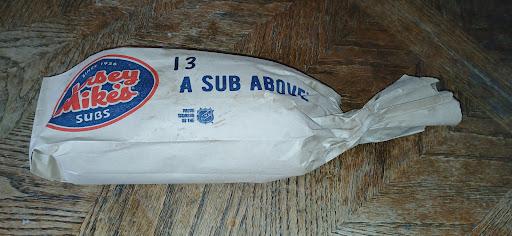 SINCE 1956
Jersey
Mike's
SUBS
13
A SUB ABOVE